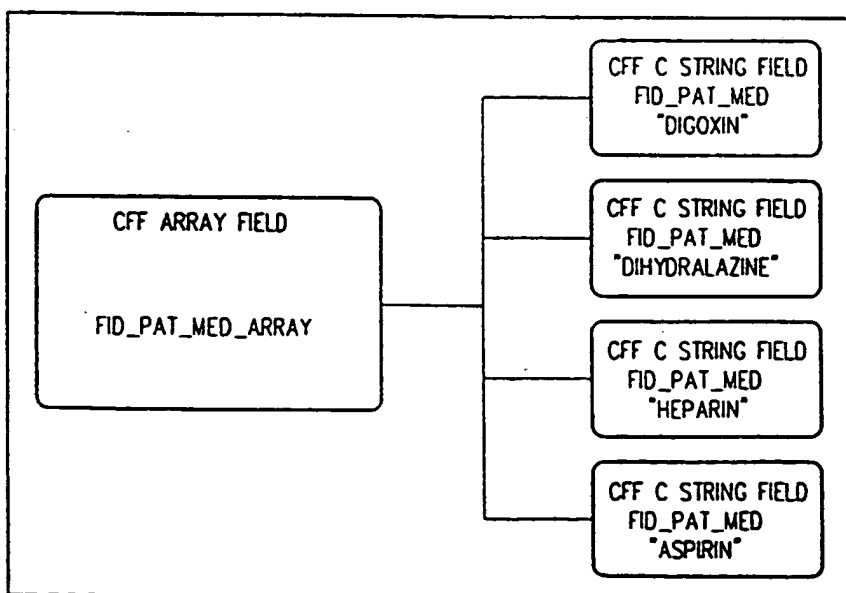 CFF ARRAY FIELD
FID_PAT_MED_ARRAY
CFF C STRING FIELD
FID_PAT_MED
"DIGOXIN"
CFF C STRING FIELD
FID_PAT_MED
"DIHYDRALAZINE"
CFF C STRING FIELD
FID_PAT_MED
"HEPARIN"
CFF C STRING FIELD
FID_PAT_MED
"ASPIRIN"